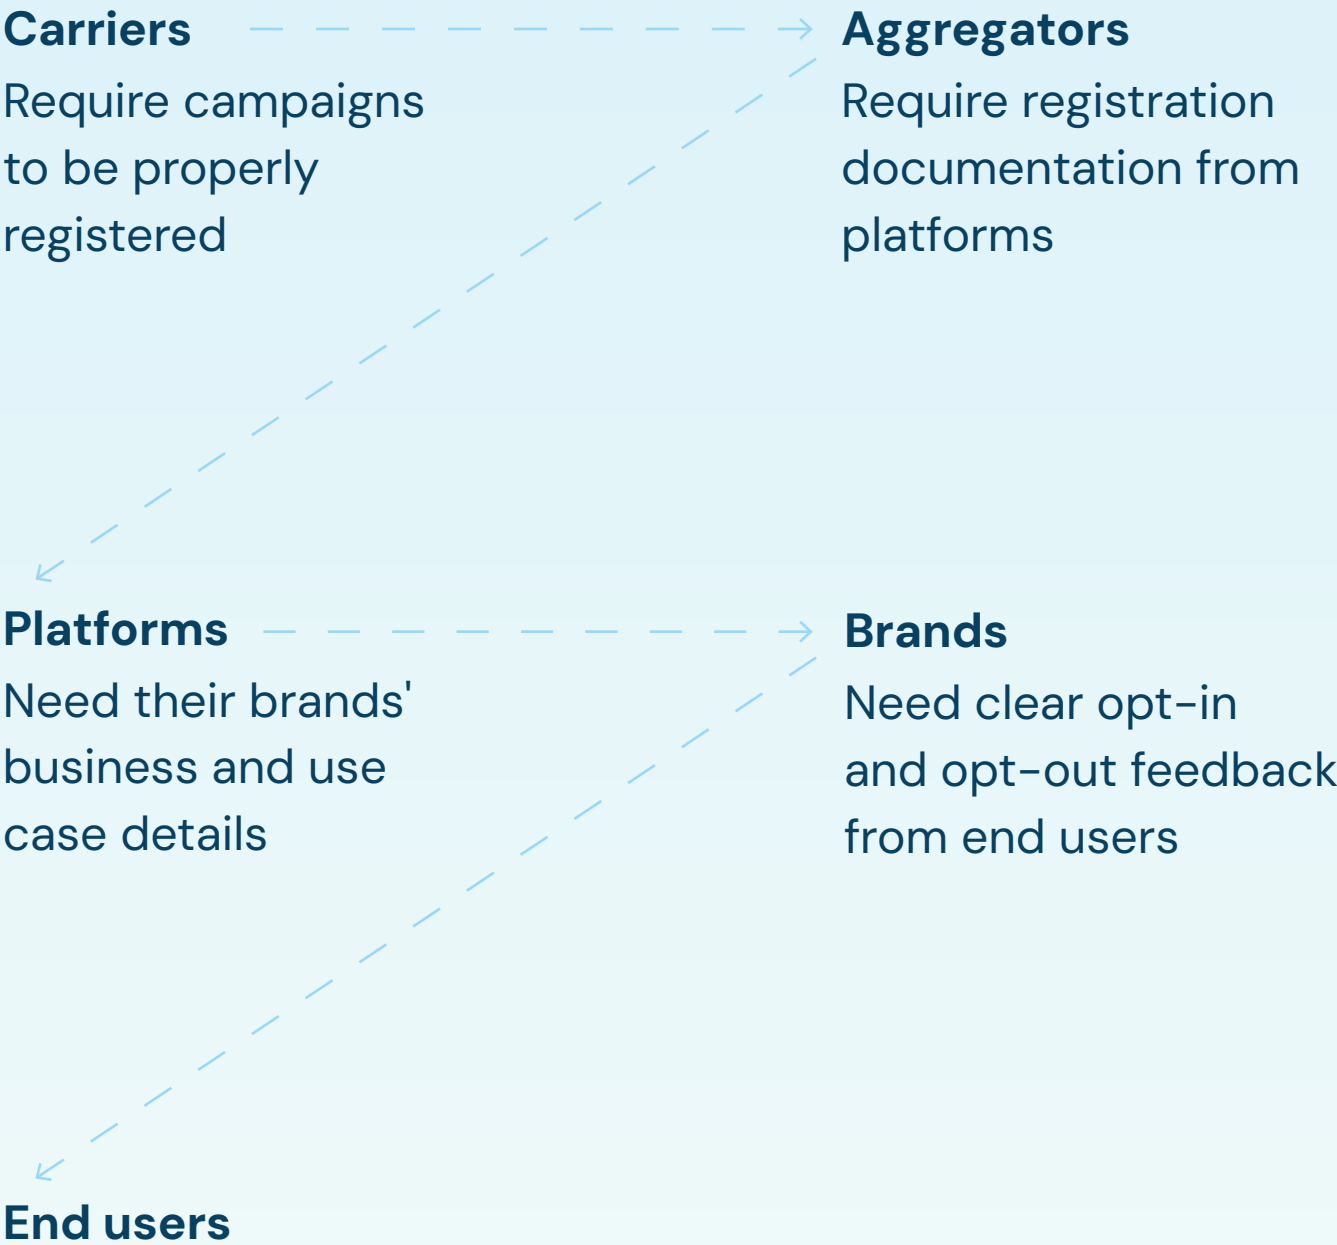 Carriers
Require campaigns
to be properly
registered
Aggregators
Require registration
documentation from
platforms
Platforms
Need their brands'
business and use
case details
Brands
Need clear opt-in
and opt-out feedback
from end users
End users